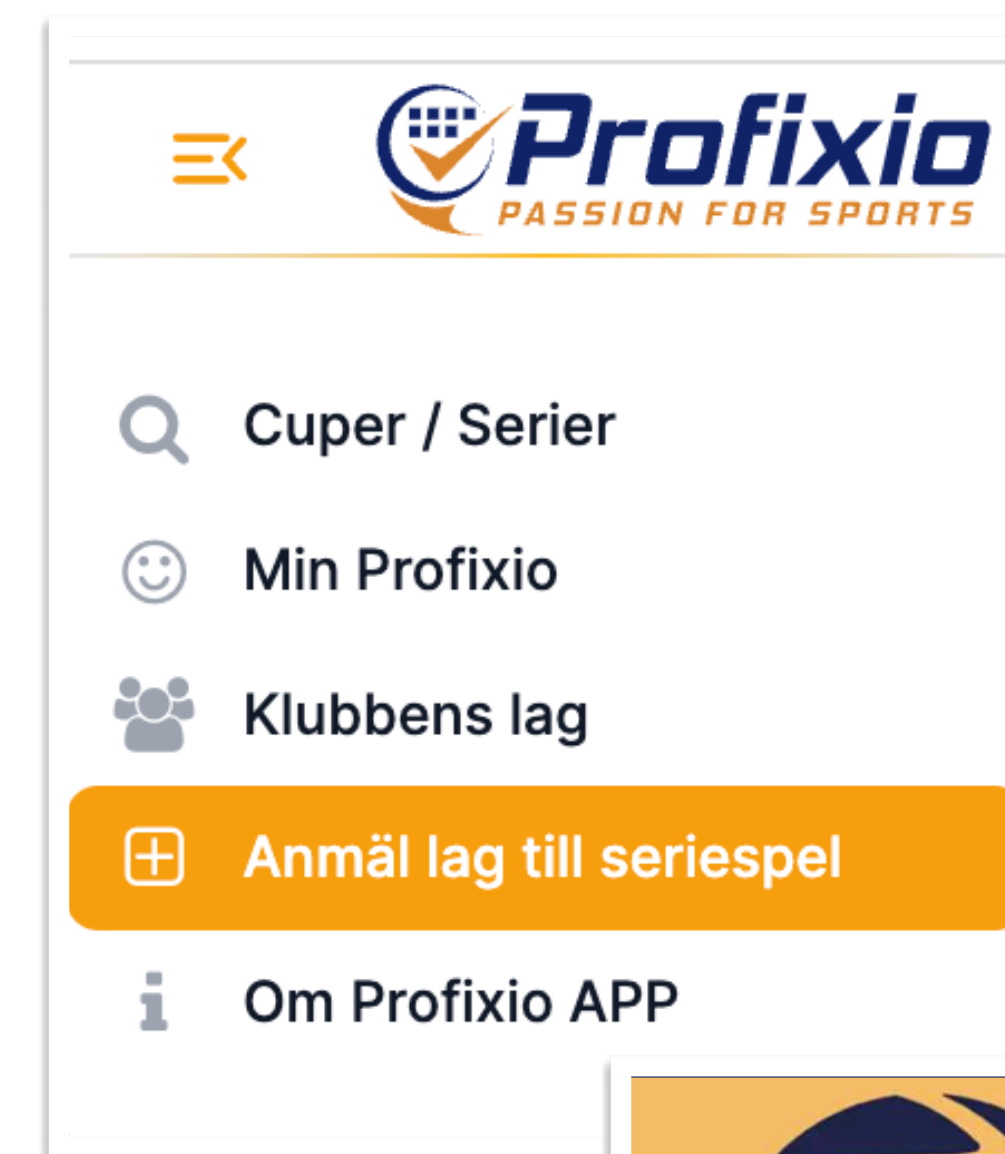 Profixio
PASSION FOR SPORTS
Cuper / Serier
Min Profixio
Klubbens lag
Anmäl lag till seriespel
Om Profixio APP